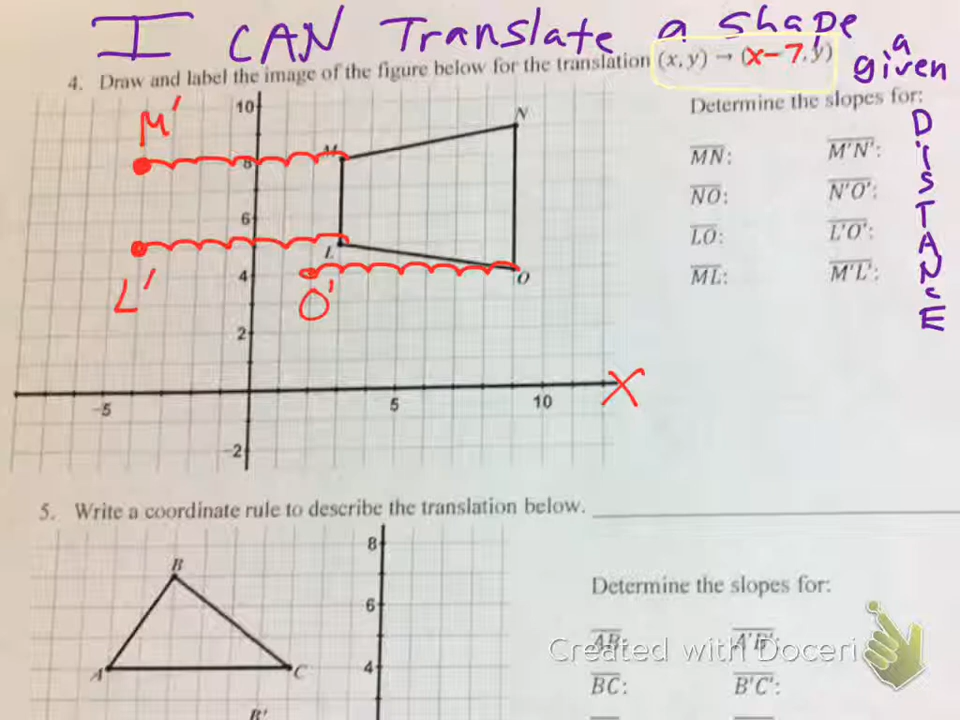 I CAN Translate a shape
a
given
DISTANCE
4. Draw and label the image of the figure below for the translation (x, y) → (x-7, y)
Determine the slopes for:
M'
10
N
8
M
MN:
M'N':
NO:
N'O':
6
LO:
L'O':
L
L'
4
O'
O
ML:
M'L':
2
X
-5
5
10
-2
5. Write a coordinate rule to describe the translation below.
8
B
6
Determine the slopes for:
AB:
A'B':
A
C
4
BC:
B'C':
B'
Created with Doceri